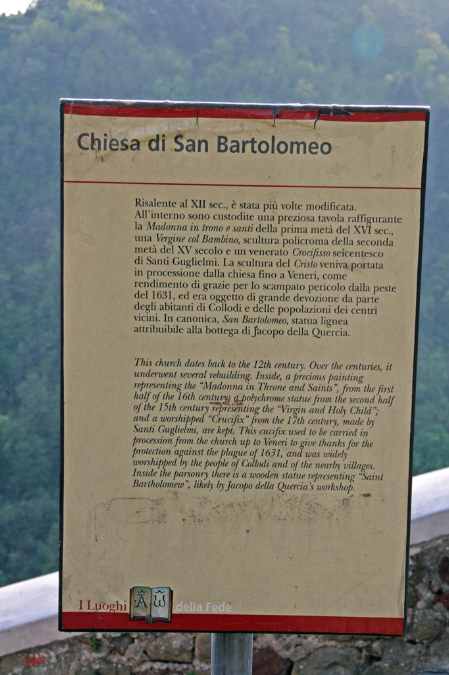 Chiesa di San Bartolomeo
Risalente al XII sec., è stata più volte modificata.
All'interno sono custodite una preziosa tavola raffigurante
la Madonna in trono e santi della prima metà del XVI sec.,
una Vergine col Bambino, scultura policroma della seconda
metà del XV secolo e un venerato Crocifisso seicentesco
di Santi Guglielmi. La scultura del Cristo veniva portata
in processione dalla chiesa fino a Veneri, come
rendimento di grazie per lo scampato pericolo dalla peste
del 1631, ed era oggetto di grande devozione da parte
degli abitanti di Collodi e delle popolazioni dei centri
vicini. In canonica, San Bartolomeo, statua lignea
attribuibile alla bottega di Jacopo della Quercia.
This church dates back to the 12th century. Over the centuries, it
underwent several rebuilding. Inside, a precious painting
representing the "Madonna in Throne and Saints", from the first
half of the 16th century; a polychrome statue from the second half
of the 15th century representing the "Virgin and Holy Child";
and a worshipped "Crucifix" from the 17th century, made by
Santi Guglielmi, are kept. This cucifix used to be carried in
procession from the church up to Veneri to give thanks for the
protection against the plague of 1631, and was widely
worshipped by the people of Collodi and of the nearby villages.
Inside the parsonry there is a wooden statue representing "Saint
Bartholomew", likely by Jacopo della Quercia's workshop.
I Luoghi A W della Fede